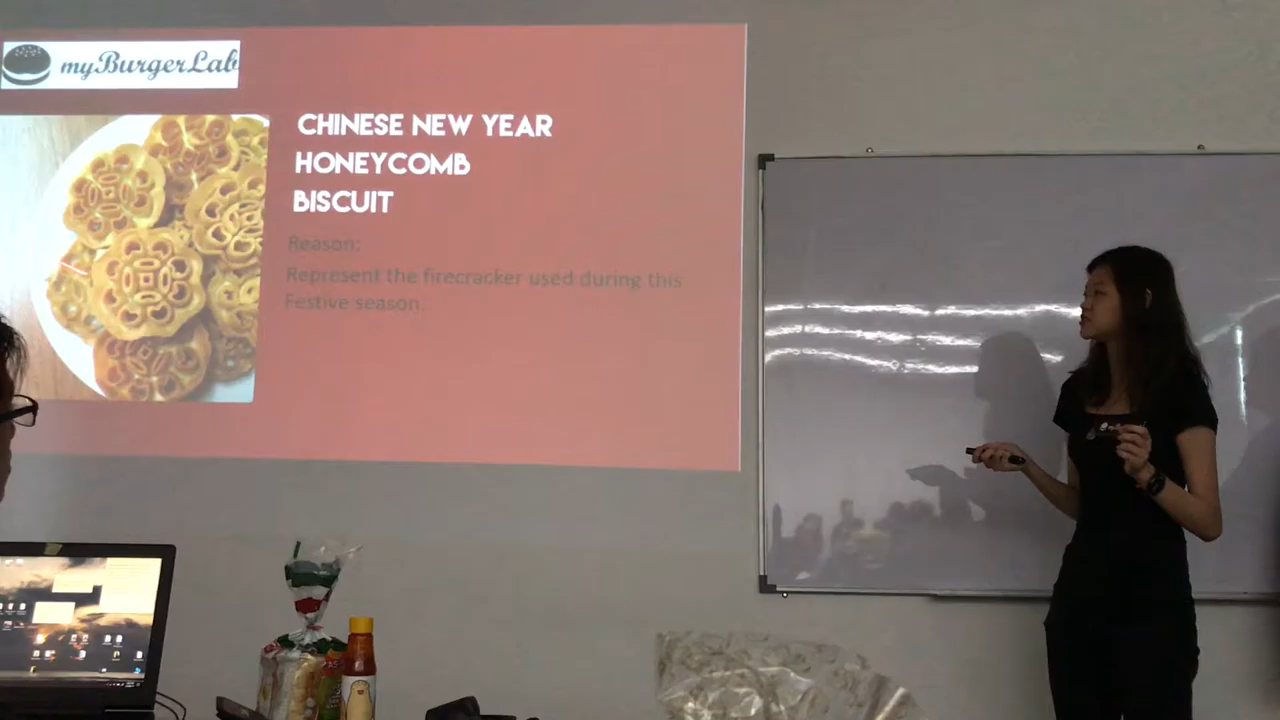 myBurgerLab
CHINESE NEW YEAR
HONEYCOMB
BISCUIT
Reason:
Represent the firecracker used during this
Festive season.